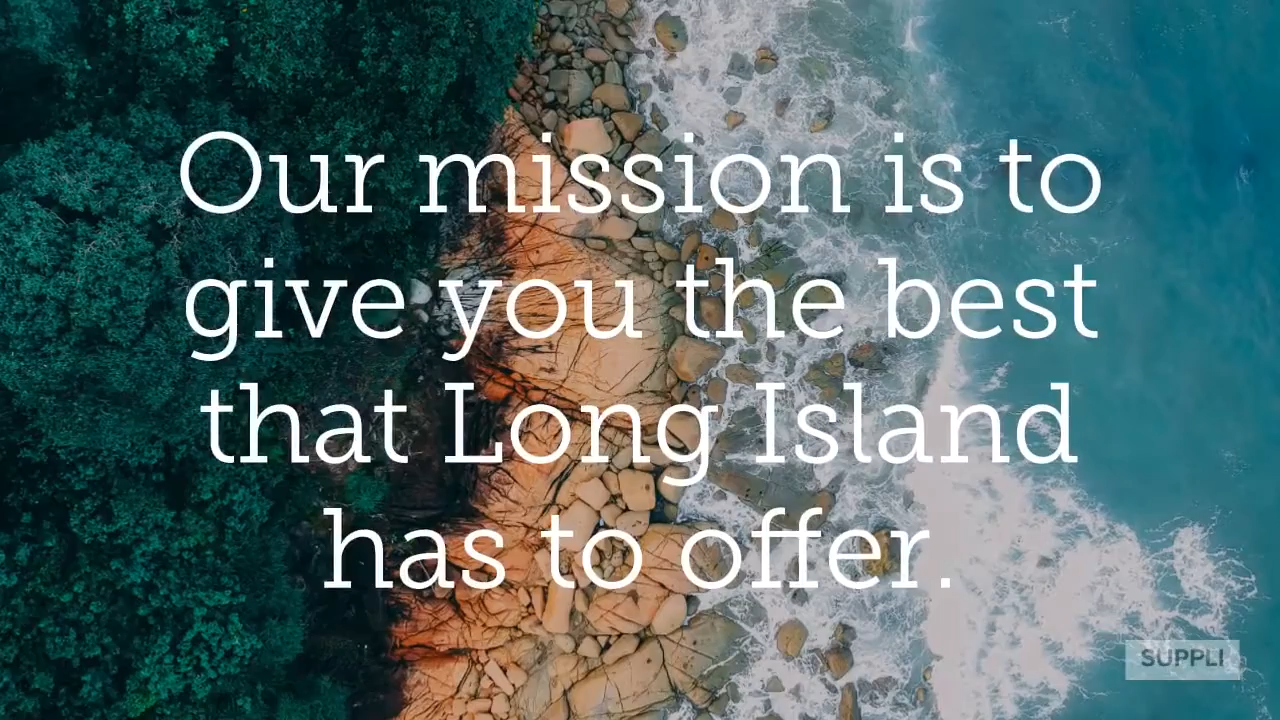 Our mission is to
give you the best
that Long Island
has to offer.
SUPPLI